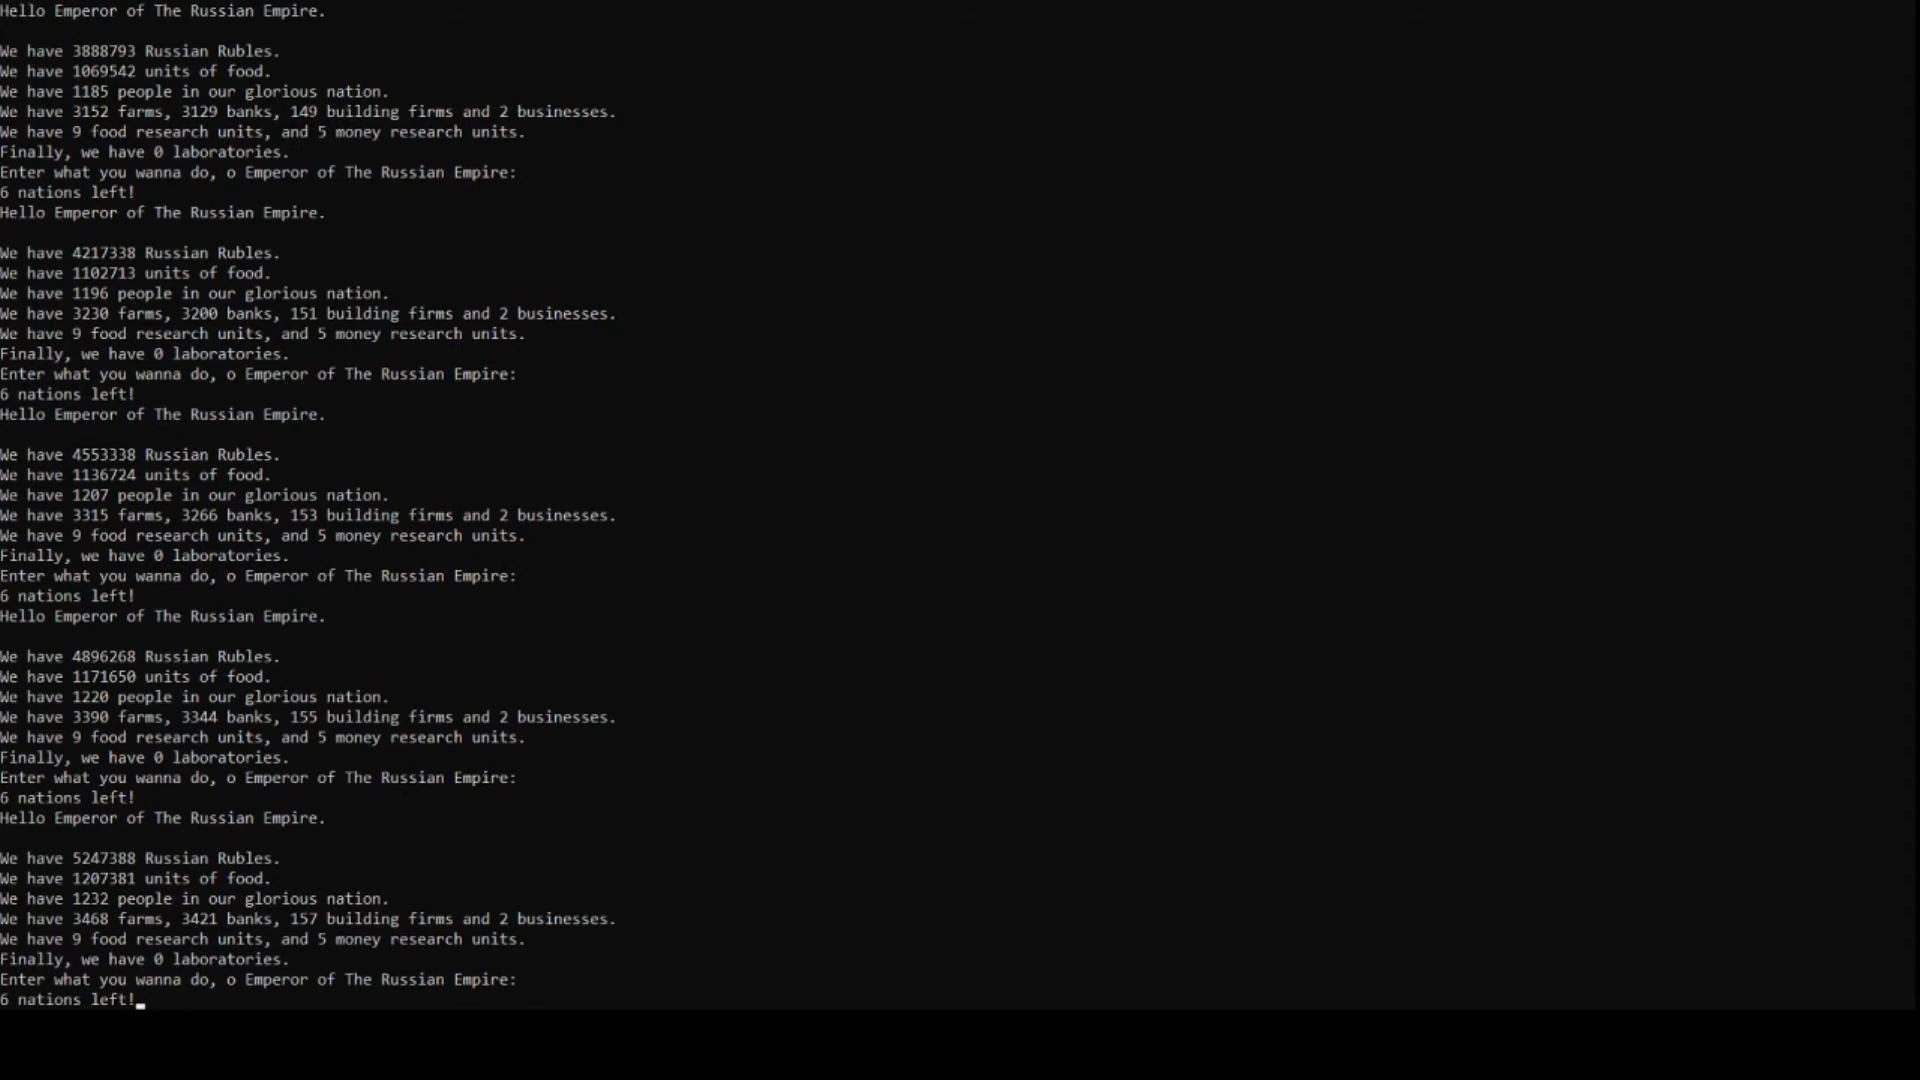 Hello Emperor of The Russian Empire.
We have 3888793 Russian Rubles.
We have 1069542 units of food.
We have 1185 people in our glorious nation.
We have 3152 farms, 3129 banks, 149 building firms and 2 businesses.
We have 9 food research units, and 5 money research units.
Finally, we have 0 laboratories.
Enter what you wanna do, o Emperor of The Russian Empire:
6 nations left!
Hello Emperor of The Russian Empire.
We have 4217338 Russian Rubles.
We have 1102713 units of food.
We have 1196 people in our glorious nation.
We have 3230 farms, 3200 banks, 151 building firms and 2 businesses.
We have 9 food research units, and 5 money research units.
Finally, we have 0 laboratories.
Enter what you wanna do, o Emperor of The Russian Empire:
6 nations left!
Hello Emperor of The Russian Empire.
We have 4553338 Russian Rubles.
We have 1136724 units of food.
We have 1207 people in our glorious nation.
We have 3315 farms, 3266 banks, 153 building firms and 2 businesses.
We have 9 food research units, and 5 money research units.
Finally, we have 0 laboratories.
Enter what you wanna do, o Emperor of The Russian Empire:
6 nations left!
Hello Emperor of The Russian Empire.
We have 4896268 Russian Rubles.
We have 1171650 units of food.
We have 1220 people in our glorious nation.
We have 3390 farms, 3344 banks, 155 building firms and 2 businesses.
We have 9 food research units, and 5 money research units.
Finally, we have 0 laboratories.
Enter what you wanna do, o Emperor of The Russian Empire:
6 nations left!
Hello Emperor of The Russian Empire.
We have 5247388 Russian Rubles.
We have 1207381 units of food.
We have 1232 people in our glorious nation.
We have 3468 farms, 3421 banks, 157 building firms and 2 businesses.
We have 9 food research units, and 5 money research units.
Finally, we have 0 laboratories.
Enter what you wanna do, o Emperor of The Russian Empire:
6 nations left!